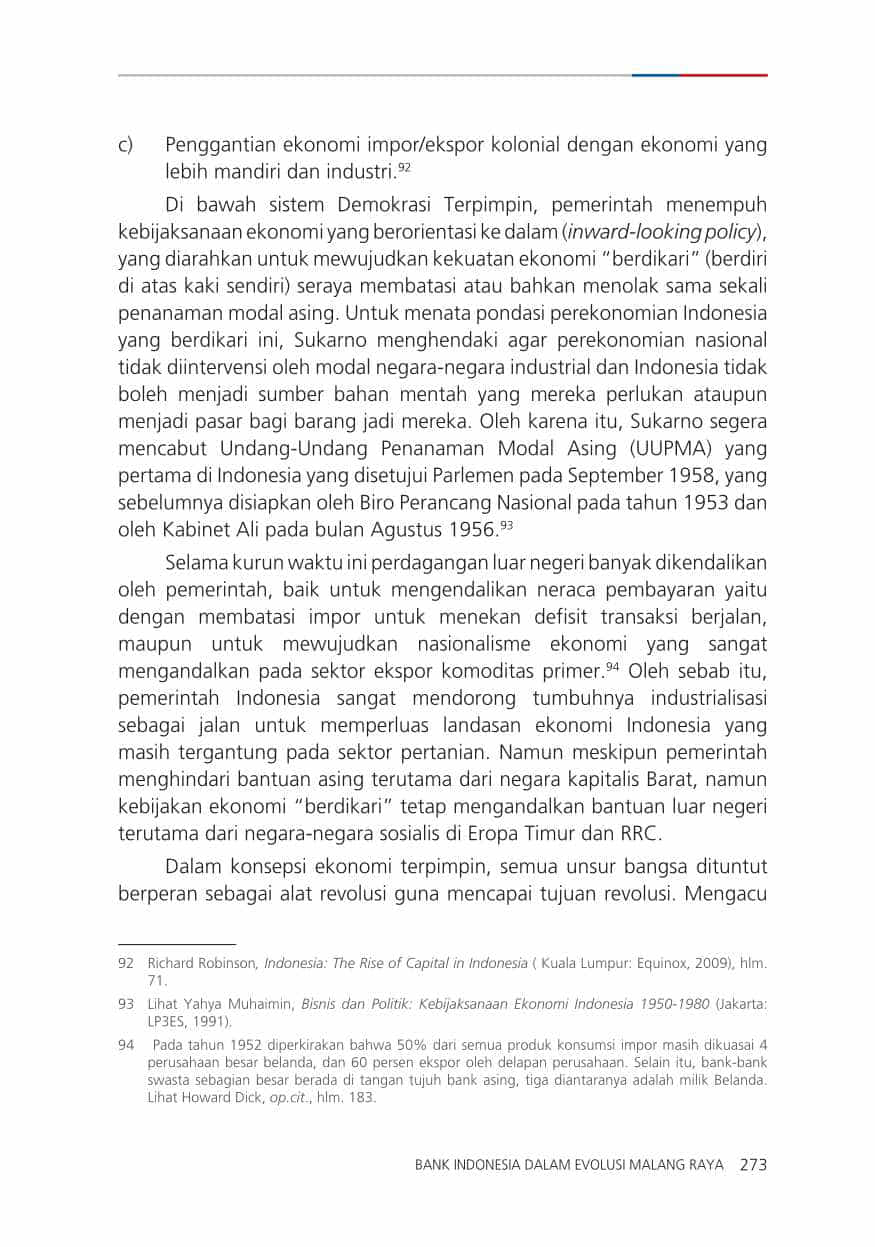 c) Penggantian ekonomi impor/ekspor kolonial dengan ekonomi yang
lebih mandiri dan industri.92
Di bawah sistem Demokrasi Terpimpin, pemerintah menempuh
kebijaksanaan ekonomi yang berorientasi ke dalam (inward-looking policy),
yang diarahkan untuk mewujudkan kekuatan ekonomi “berdikari” (berdiri
di atas kaki sendiri) seraya membatasi atau bahkan menolak sama sekali
penanaman modal asing. Untuk menata pondasi perekonomian Indonesia
yang berdikari ini, Sukarno menghendaki agar perekonomian nasional
tidak diintervensi oleh modal negara-negara industrial dan Indonesia tidak
boleh menjadi sumber bahan mentah yang mereka perlukan ataupun
menjadi pasar bagi barang jadi mereka. Oleh karena itu, Sukarno segera
mencabut Undang-Undang Penanaman Modal Asing (UUPMA) yang
pertama di Indonesia yang disetujui Parlemen pada September 1958, yang
sebelumnya disiapkan oleh Biro Perancang Nasional pada tahun 1953 dan
oleh Kabinet Ali pada bulan Agustus 1956.93
Selama kurun waktu ini perdagangan luar negeri banyak dikendalikan
oleh pemerintah, baik untuk mengendalikan neraca pembayaran yaitu
dengan membatasi impor untuk menekan defisit transaksi berjalan,
maupun untuk mewujudkan nasionalisme ekonomi yang sangat
mengandalkan pada sektor ekspor komoditas primer.94 Oleh sebab itu,
pemerintah Indonesia sangat mendorong tumbuhnya industrialisasi
sebagai jalan untuk memperluas landasan ekonomi Indonesia yang
masih tergantung pada sektor pertanian. Namun meskipun pemerintah
menghindari bantuan asing terutama dari negara kapitalis Barat, namun
kebijakan ekonomi “berdikari” tetap mengandalkan bantuan luar negeri
terutama dari negara-negara sosialis di Eropa Timur dan RRC.
Dalam konsepsi ekonomi terpimpin, semua unsur bangsa dituntut
berperan sebagai alat revolusi guna mencapai tujuan revolusi. Mengacu
92 Richard Robinson, Indonesia: The Rise of Capital in Indonesia ( Kuala Lumpur: Equinox, 2009), hlm.
71.
93 Lihat Yahya Muhaimin, Bisnis dan Politik: Kebijaksanaan Ekonomi Indonesia 1950-1980 (Jakarta:
LP3ES, 1991).
94 Pada tahun 1952 diperkirakan bahwa 50% dari semua produk konsumsi impor masih dikuasai 4
perusahaan besar belanda, dan 60 persen ekspor oleh delapan perusahaan. Selain itu, bank-bank
swasta sebagian besar berada di tangan tujuh bank asing, tiga diantaranya adalah milik Belanda.
Lihat Howard Dick, op.cit., hlm. 183.
BANK INDONESIA DALAM EVOLUSI MALANG RAYA 273